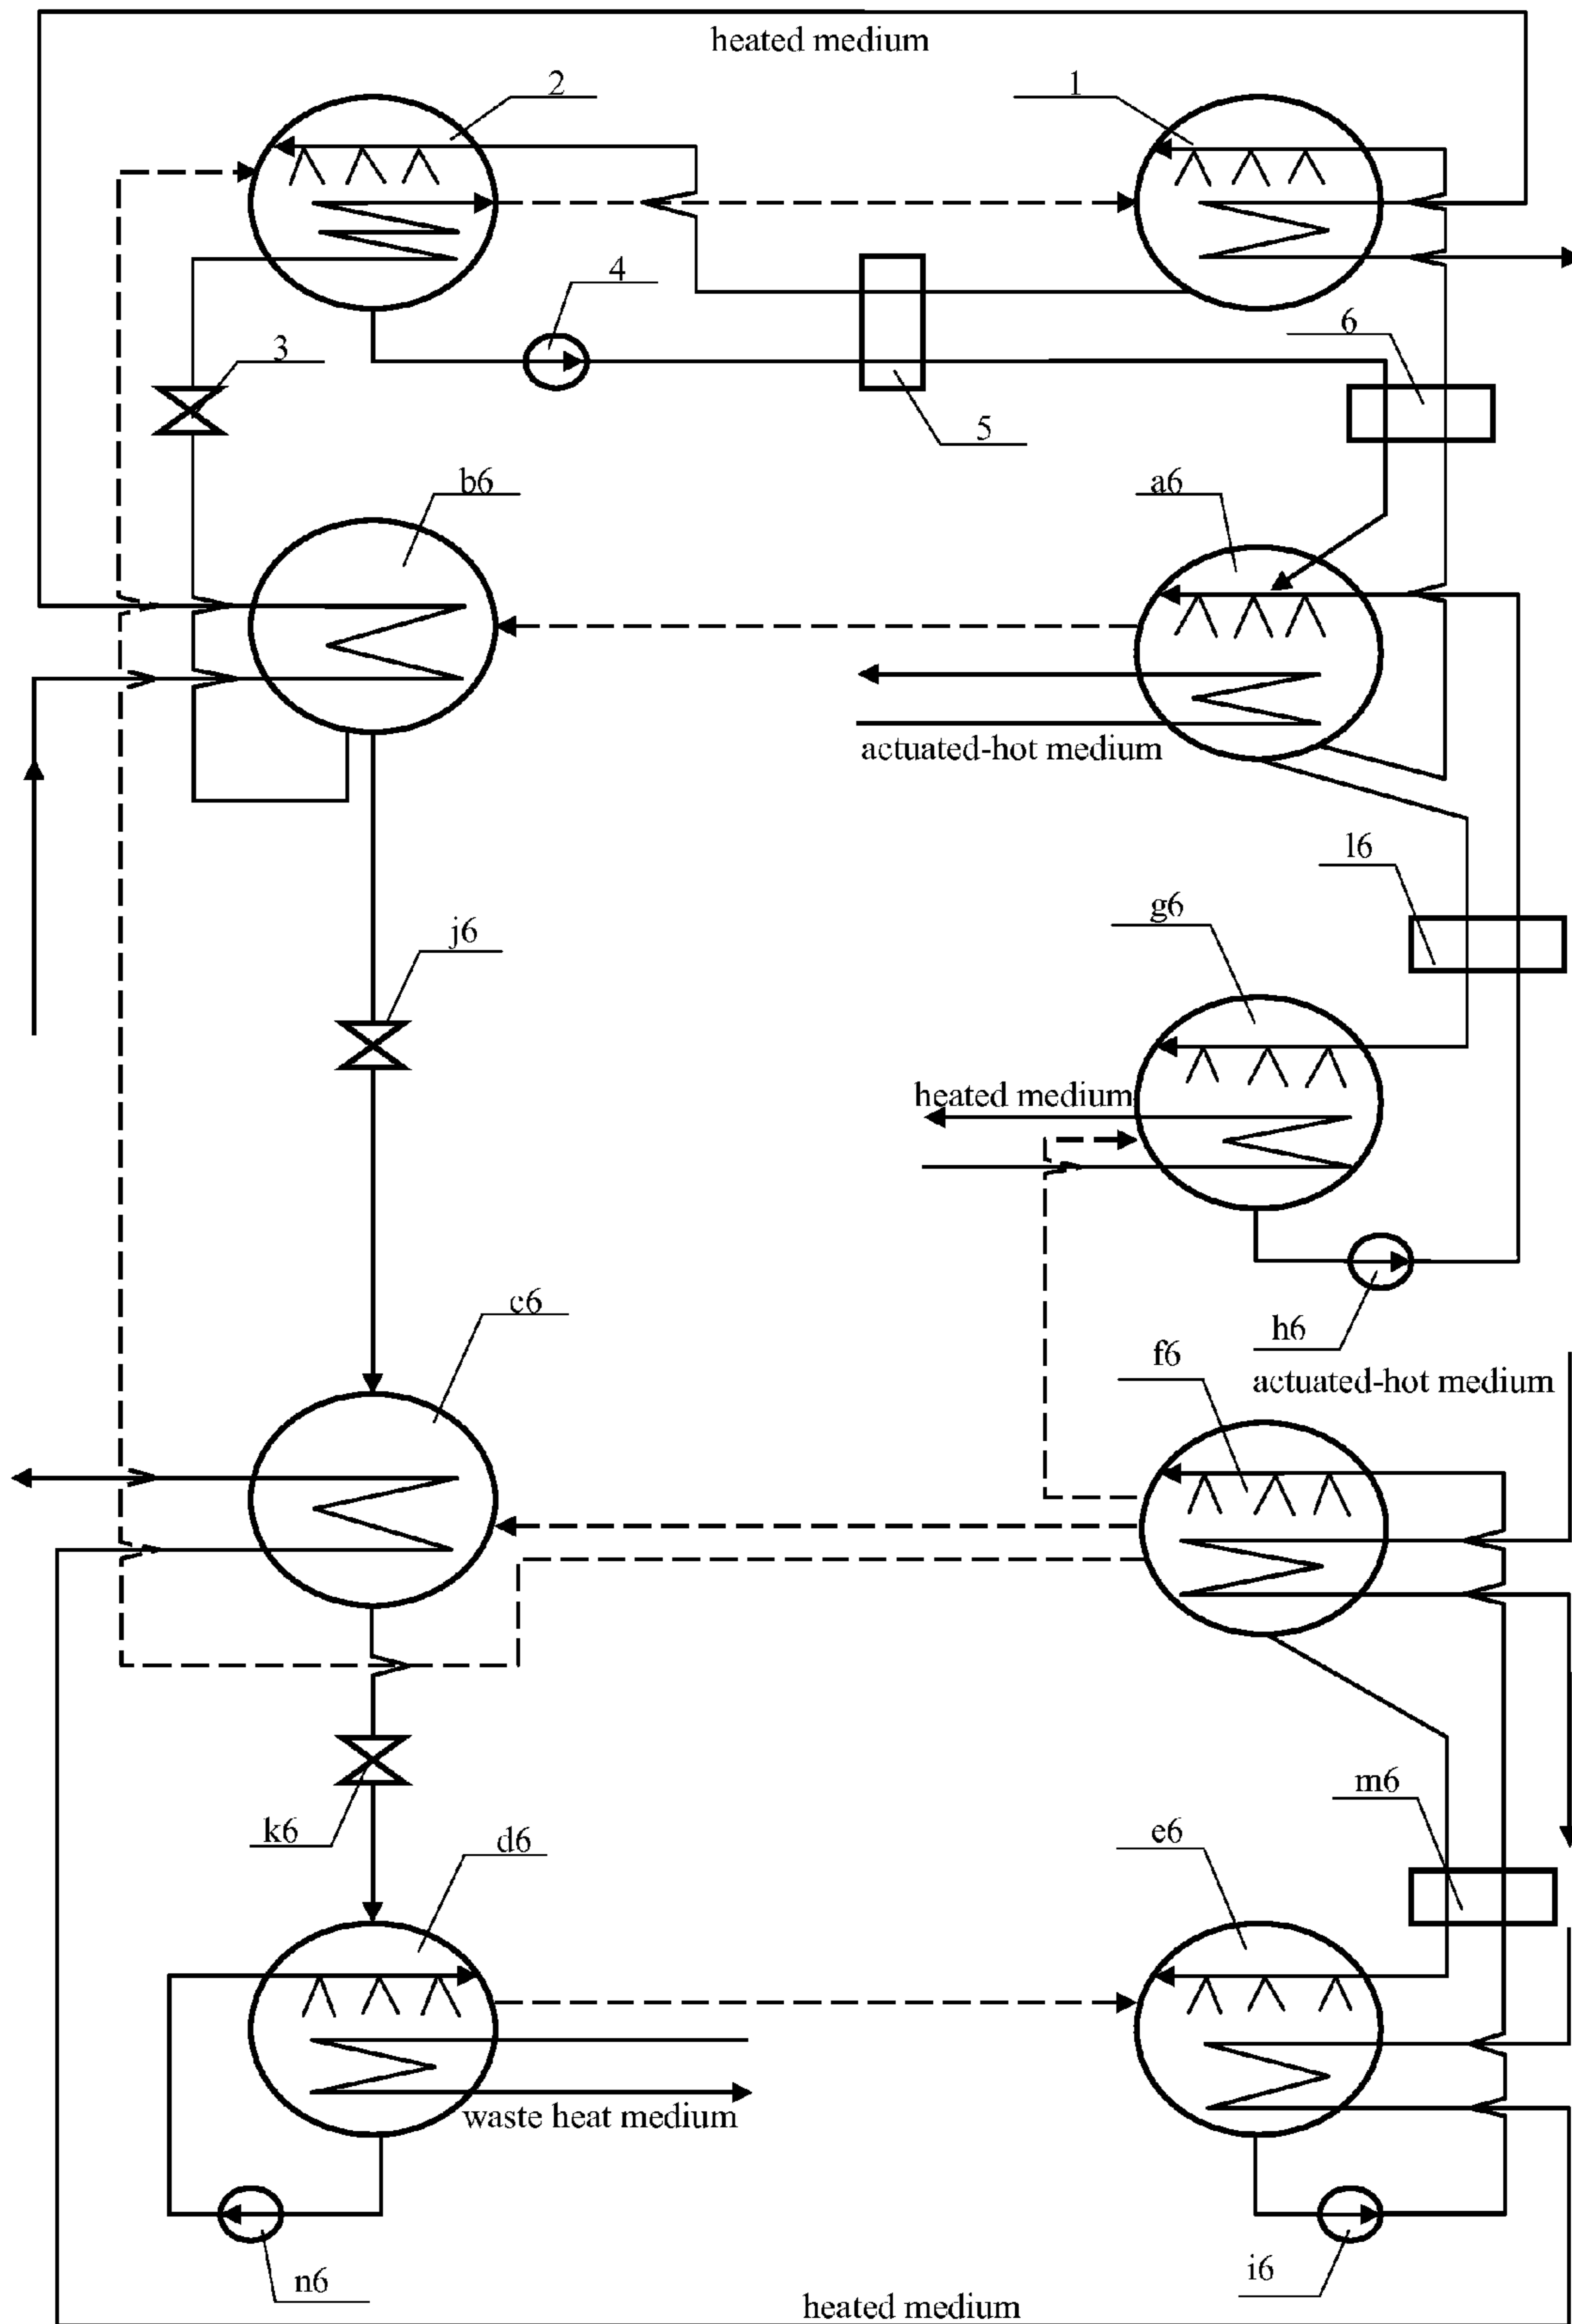 heated medium
2
1
4
6
3
5
b6
a6
actuated-hot medium
l6
g6
j6
heated medium
c6
h6
f6
actuated-hot medium
m6
k6
d6
e6
waste heat medium
n6
i6
heated medium